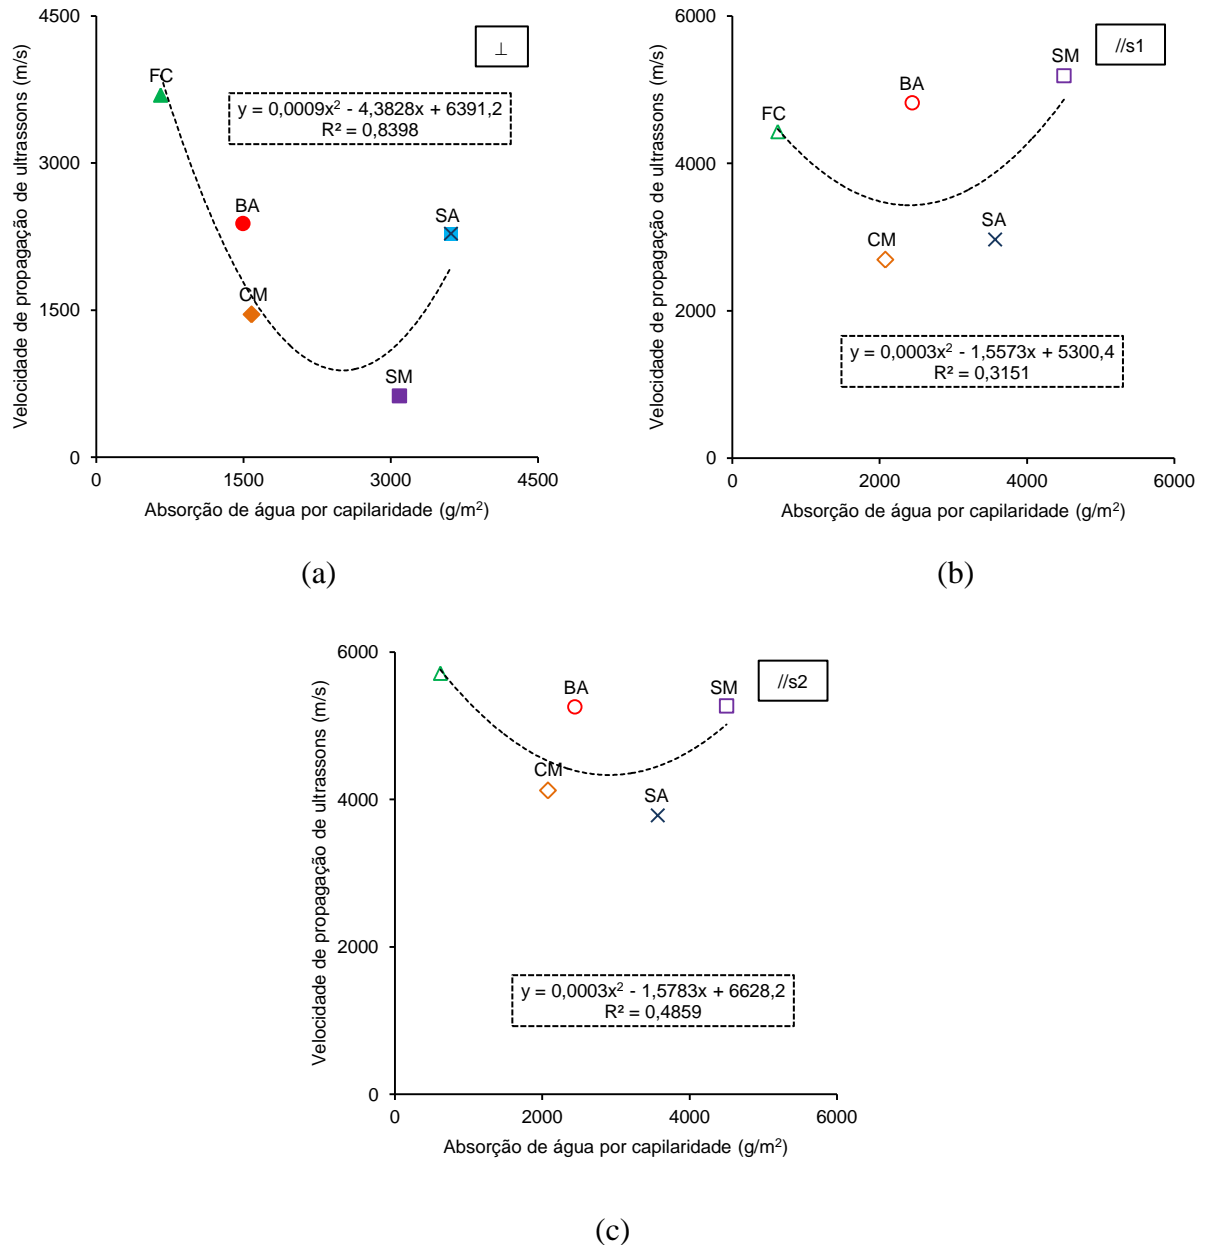 Velocidade de propagação de ultrassons (m/s)
4500
3000
1500
0
⊥
FC
y = 0,0009x² - 4,3828x + 6391,2
R² = 0,8398
BA
SA
CM
SM
0 1500 3000 4500
Absorção de água por capilaridade (g/m²)
(a)
Velocidade de propagação de ultrassons (m/s)
6000
4000
2000
0
//s1
SM
BA
FC
SA
CM
y = 0,0003x² - 1,5573x + 5300,4
R² = 0,3151
0 2000 4000 6000
Absorção de água por capilaridade (g/m²)
(b)
Velocidade de propagação de ultrassons (m/s)
6000
4000
2000
0
//s2
BA
SM
CM
SA
y = 0,0003x² - 1,5783x + 6628,2
R² = 0,4859
0 2000 4000 6000
Absorção de água por capilaridade (g/m²)
(c)